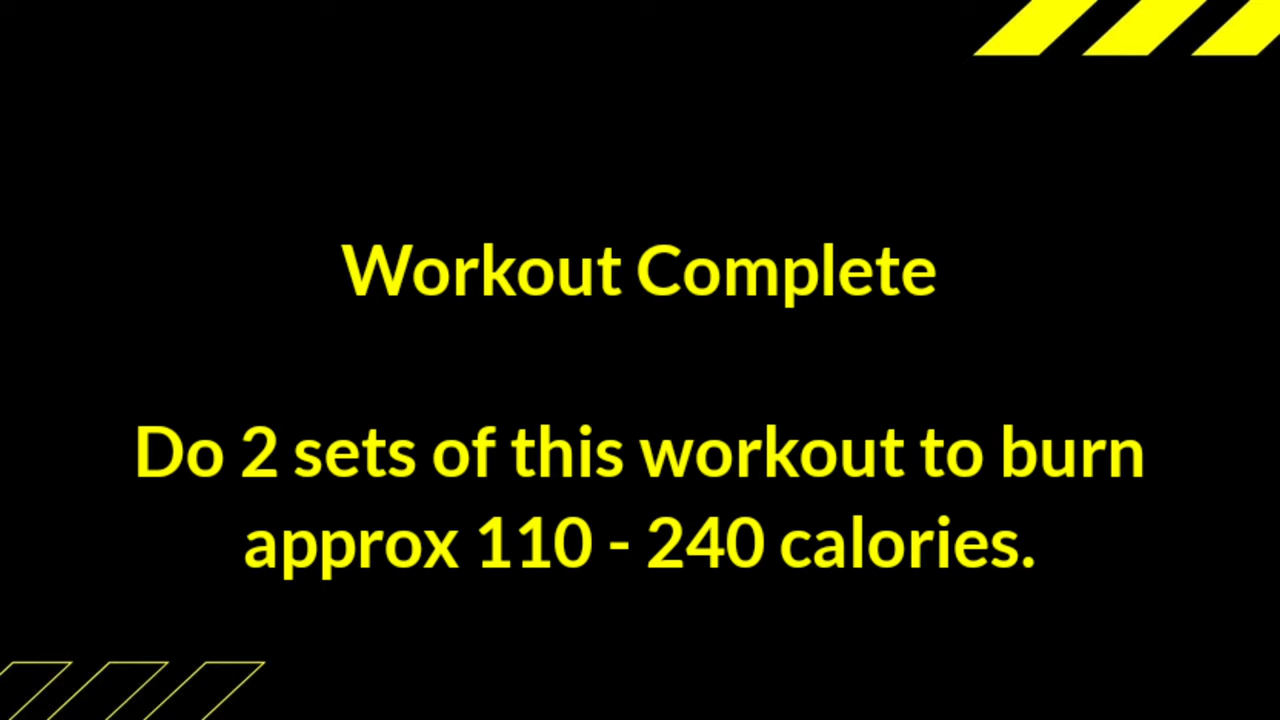 Workout Complete
Do 2 sets of this workout to burn
approx 110 - 240 calories.